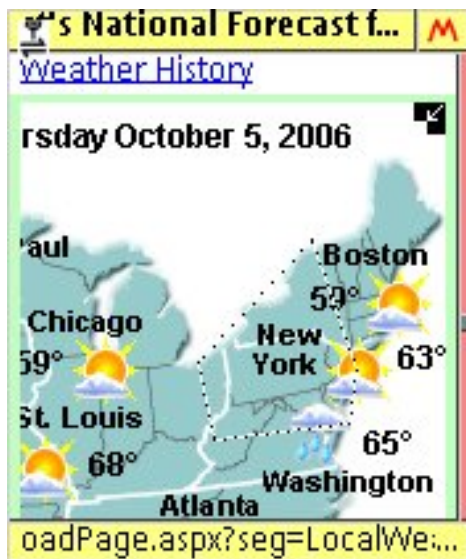 's National Forecast f...
Weather History
rsday October 5, 2006
aul
Boston
59°
Chicago
New
York
59°
63°
St. Louis
65°
68°
Washington
Atlanta
oadPage.aspx?seg=LocalWe:...